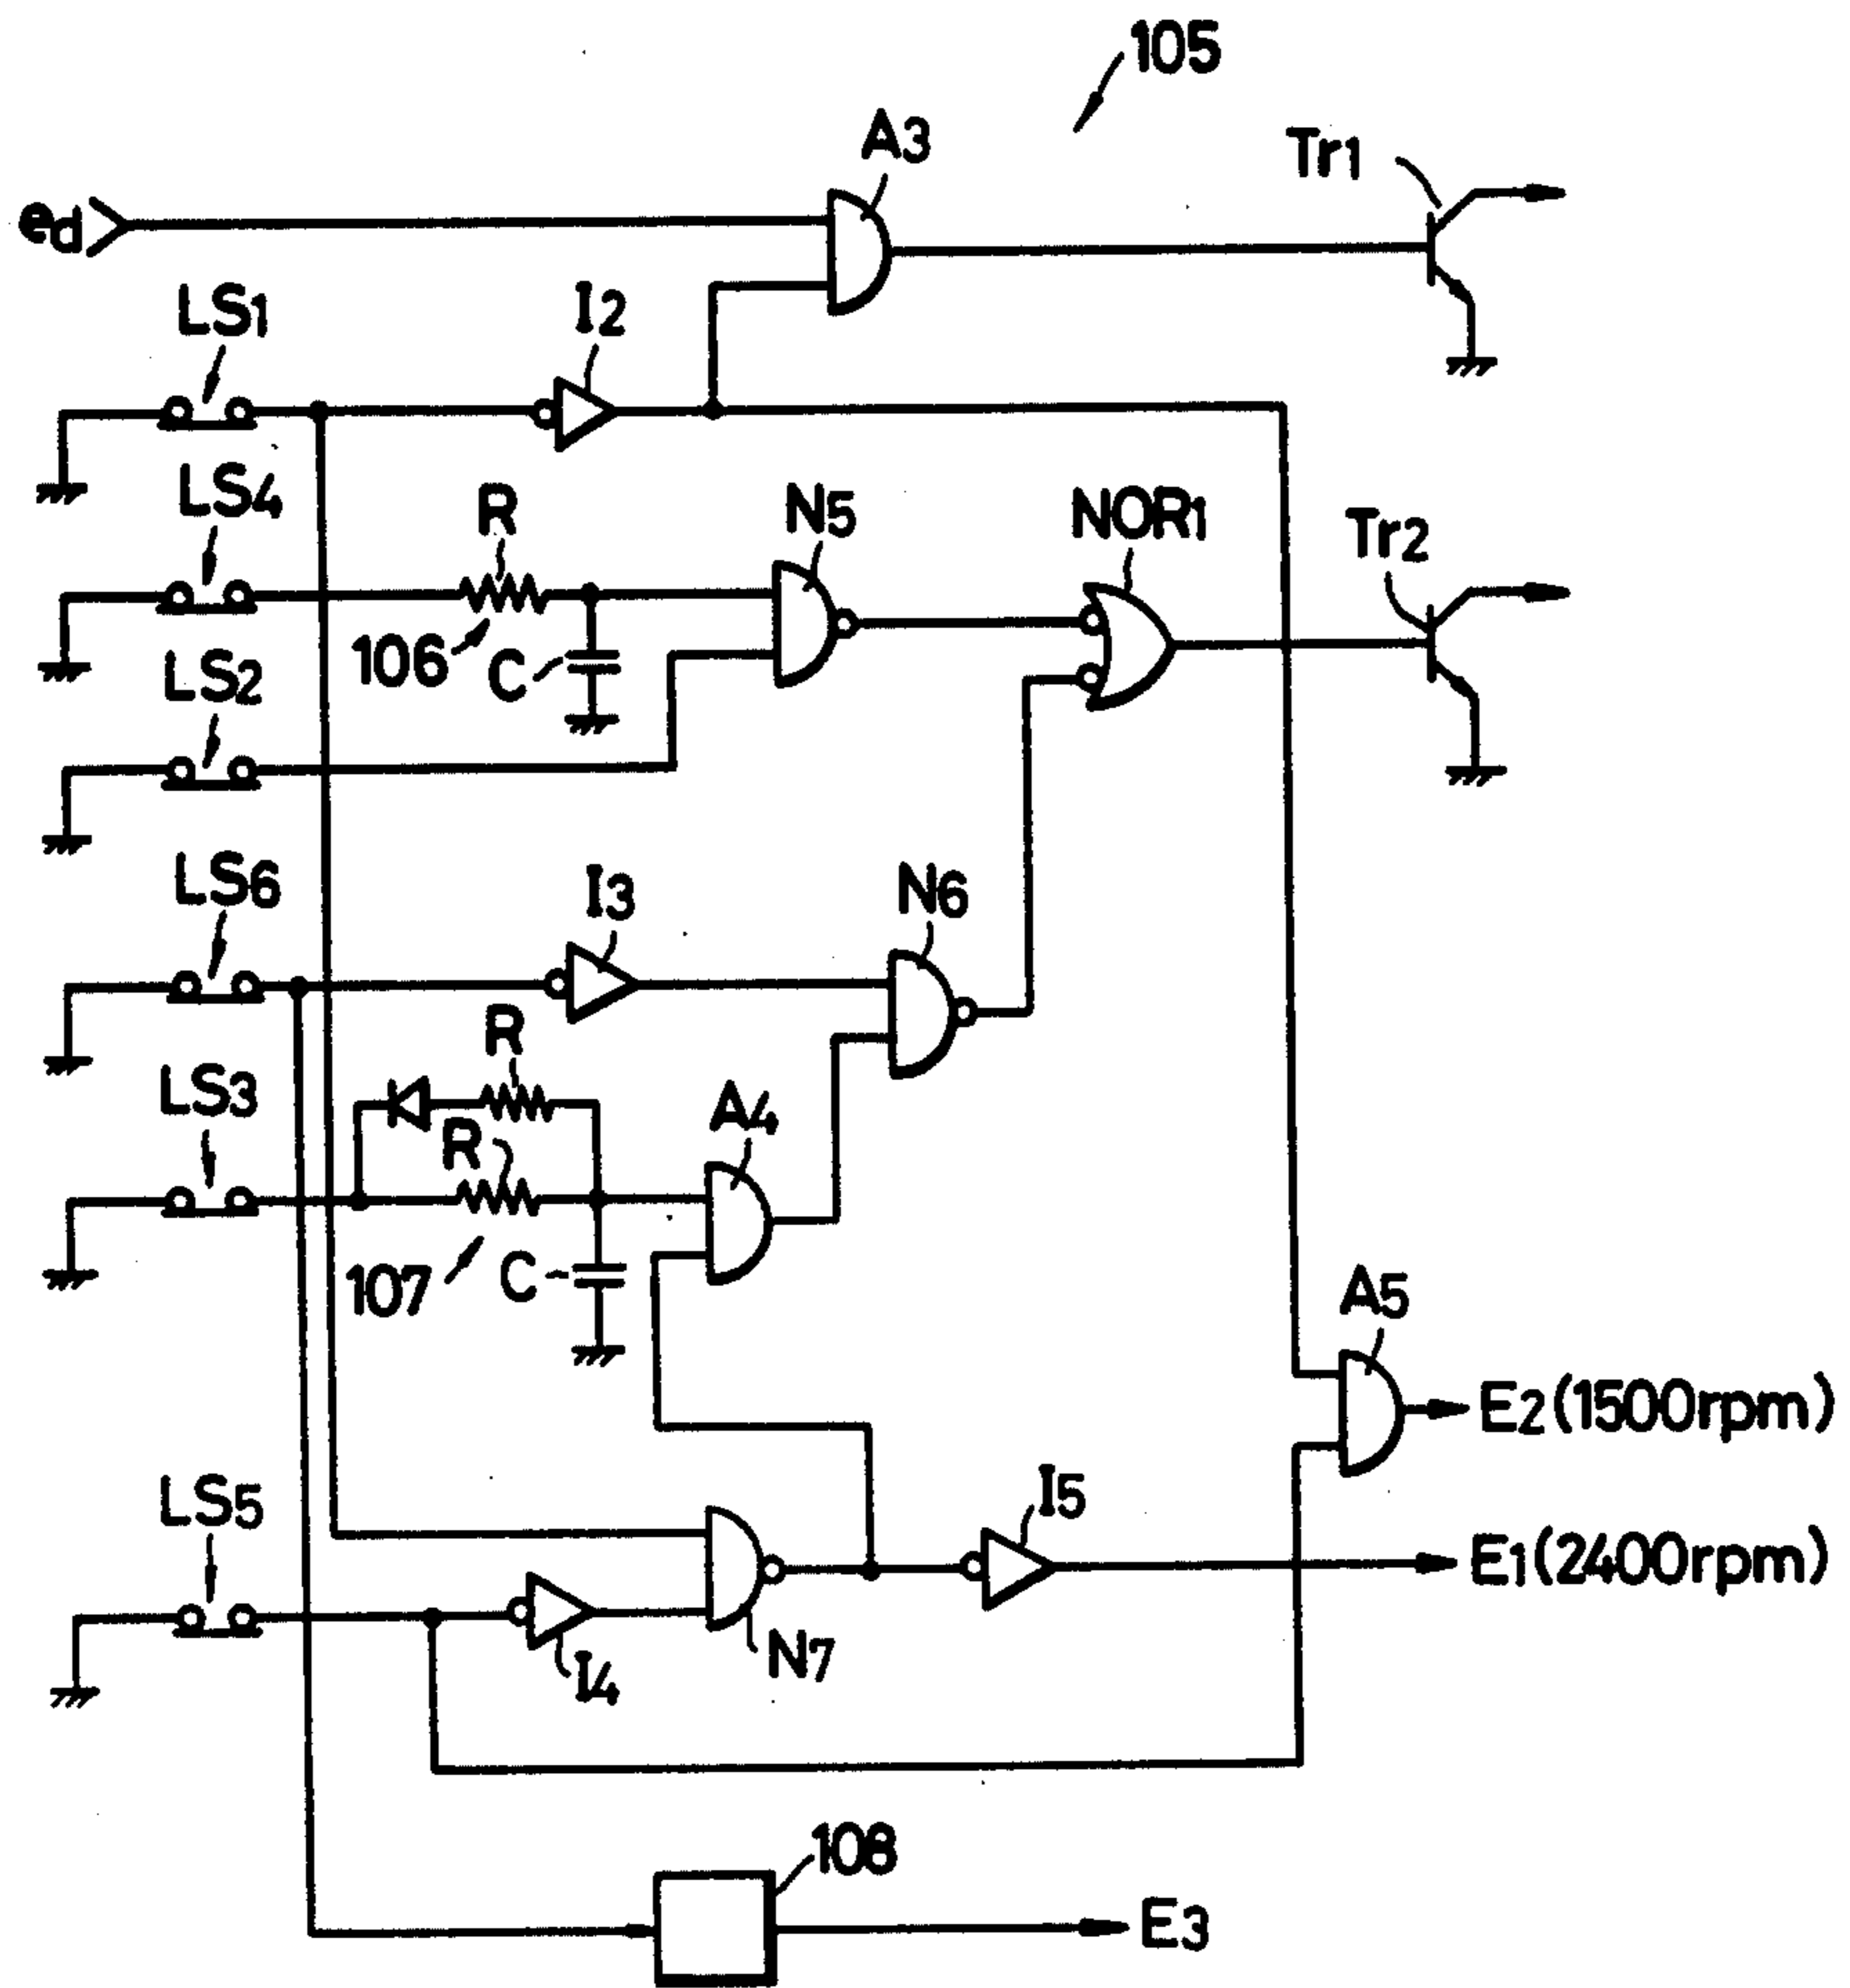 105
A3
Tr1
ed
LS1
I2
LS4
R
N5
NOR1
Tr2
106
C
LS2
LS6
I3
N6
R
LS3
R
A4
107
C
A5
E2(1500rpm)
LS5
I5
E1(2400rpm)
I4
N7
108
E3